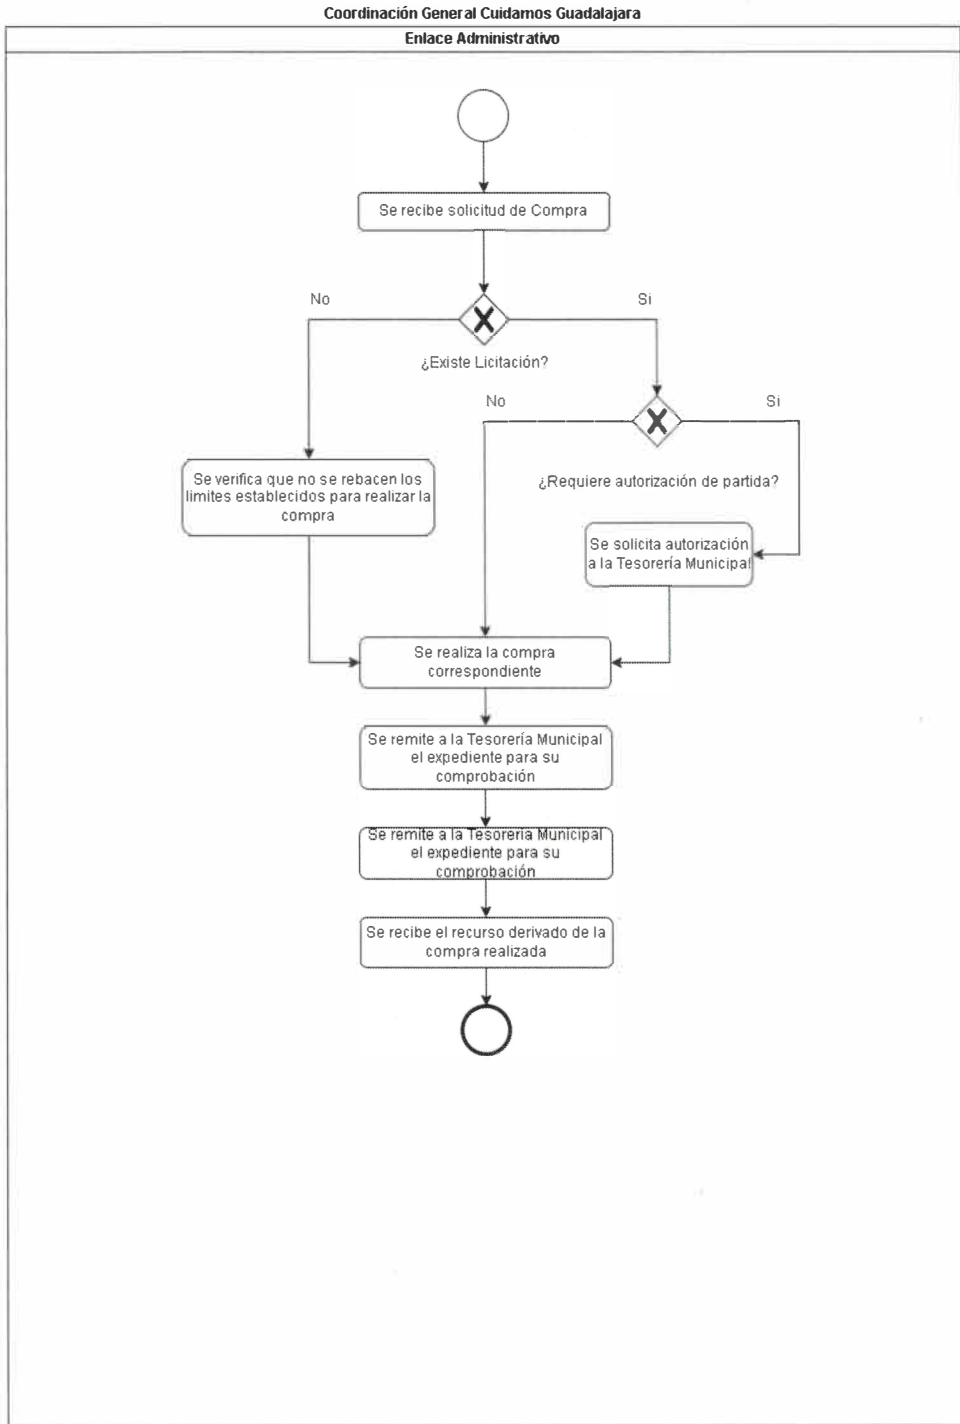 Coordinación General Cuidamos Guadalajara
Enlace Administrativo
Se recibe solicitud de Compra
No
Si
¿Existe Licitación?
No
Si
¿Requiere autorización de partida?
Se verifica que no se rebacen los
limites establecidos para realizar la
compra
Se solicita autorización
a la Tesorería Municipal
Se realiza la compra
correspondiente
Se remite a la Tesorería Municipal
el expediente para su
comprobación
Se remite a la Tesorería Municipal
el expediente para su
comprobación
Se recibe el recurso derivado de la
compra realizada